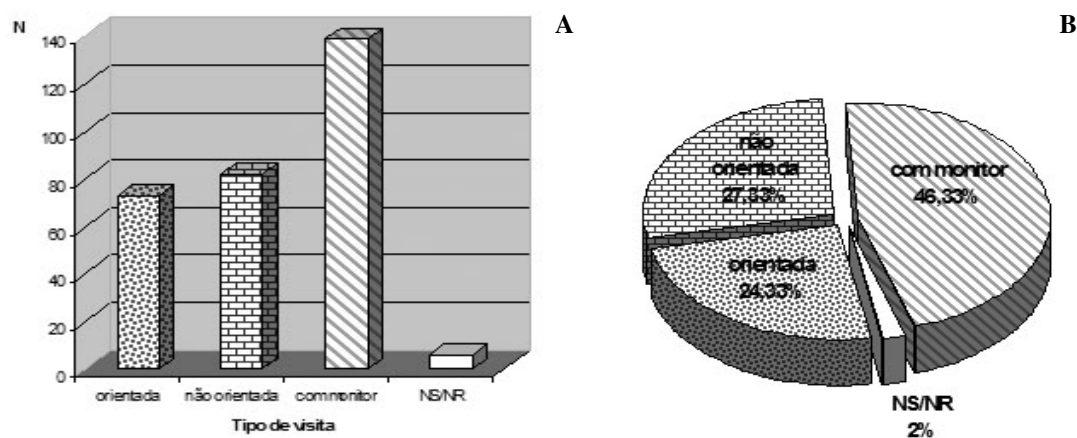 N
A
B
140
120
100
80
60
40
20
0
orientada
não orientada
com monitor
NS/NR
Tipo de visita
não
orientada
27,33%
com monitor
46,33%
orientada
24,33%
NS/NR
2%